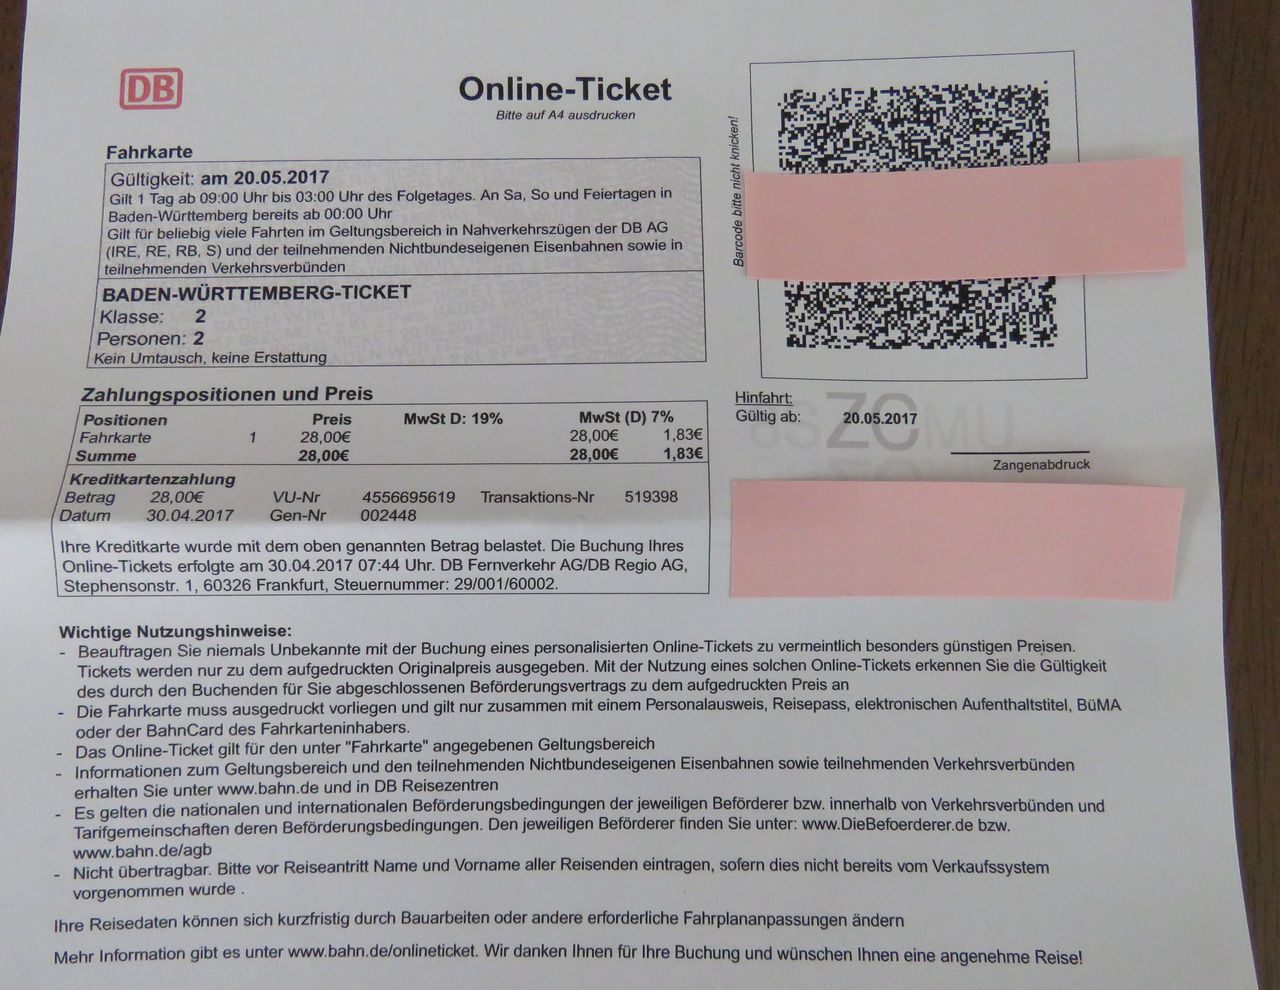 DB
Online-Ticket
Bitte auf A4 ausdrucken
Barcode bitte nicht knicken!
Fahrkarte
Gültigkeit: am 20.05.2017
Gilt 1 Tag ab 09:00 Uhr bis 03:00 Uhr des Folgetages. An Sa, So und Feiertagen in
Baden-Württemberg bereits ab 00:00 Uhr
Gilt für beliebig viele Fahrten im Geltungsbereich in Nahverkehrszügen der DB AG
(IRE, RE, RB, S) und der teilnehmenden Nichtbundeseigenen Eisenbahnen sowie in
teilnehmenden Verkehrsverbünden
BADEN-WÜRTTEMBERG-TICKET
Klasse: 2
Personen: 2
Kein Umtausch, keine Erstattung
Zahlungspositionen und Preis
Positionen Preis MwSt D: 19% MwSt (D) 7%
Fahrkarte 1 28,00€ 28,00€ 1,83€
Summe 28,00€ 28,00€ 1,83€
Kreditkartenzahlung
Betrag 28,00€ VU-Nr 4556695619 Transaktions-Nr 519398
Datum 30.04.2017 Gen-Nr 002448
Ihre Kreditkarte wurde mit dem oben genannten Betrag belastet. Die Buchung Ihres
Online-Tickets erfolgte am 30.04.2017 07:44 Uhr. DB Fernverkehr AG/DB Regio AG,
Stephensonstr. 1, 60326 Frankfurt, Steuernummer: 29/001/60002.
Hinfahrt:
Gültig ab: 20.05.2017
ZCMU
Zangenabdruck
Wichtige Nutzungshinweise:
- Beauftragen Sie niemals Unbekannte mit der Buchung eines personalisierten Online-Tickets zu vermeintlich besonders günstigen Preisen.
Tickets werden nur zu dem aufgedruckten Originalpreis ausgegeben. Mit der Nutzung eines solchen Online-Tickets erkennen Sie die Gültigkeit
des durch den Buchenden für Sie abgeschlossenen Beförderungsvertrags zu dem aufgedruckten Preis an
- Die Fahrkarte muss ausgedruckt vorliegen und gilt nur zusammen mit einem Personalausweis, Reisepass, elektronischen Aufenthaltstitel, BüMA
oder der BahnCard des Fahrkarteninhabers.
- Das Online-Ticket gilt für den unter "Fahrkarte" angegebenen Geltungsbereich
- Informationen zum Geltungsbereich und den teilnehmenden Nichtbundeseigenen Eisenbahnen sowie teilnehmenden Verkehrsverbünden
erhalten Sie unter www.bahn.de und in DB Reisezentren
- Es gelten die nationalen und internationalen Beförderungsbedingungen der jeweiligen Beförderer bzw. innerhalb von Verkehrsverbünden und
Tarifgemeinschaften deren Beförderungsbedingungen. Den jeweiligen Beförderer finden Sie unter: www.DieBefoerderer.de bzw.
www.bahn.de/agb
- Nicht übertragbar. Bitte vor Reiseantritt Name und Vorname aller Reisenden eintragen, sofern dies nicht bereits vom Verkaufssystem
vorgenommen wurde .
Ihre Reisedaten können sich kurzfristig durch Bauarbeiten oder andere erforderliche Fahrplananpassungen ändern
Mehr Information gibt es unter www.bahn.de/onlineticket. Wir danken Ihnen für Ihre Buchung und wünschen Ihnen eine angenehme Reise!